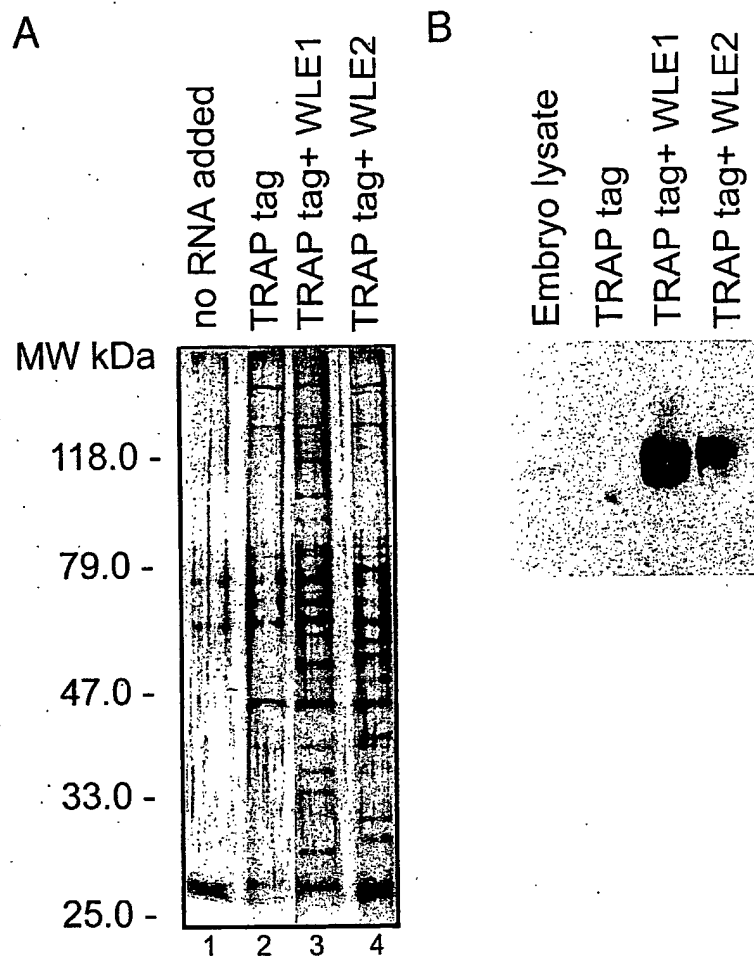 A
no RNA added
TRAP tag
TRAP tag+ WLE1
TRAP tag+ WLE2
MW kDa
118.0 -
79.0 -
47.0 -
33.0 -
25.0 -
1 2 3 4
B
Embryo lysate
TRAP tag
TRAP tag+ WLE1
TRAP tag+ WLE2